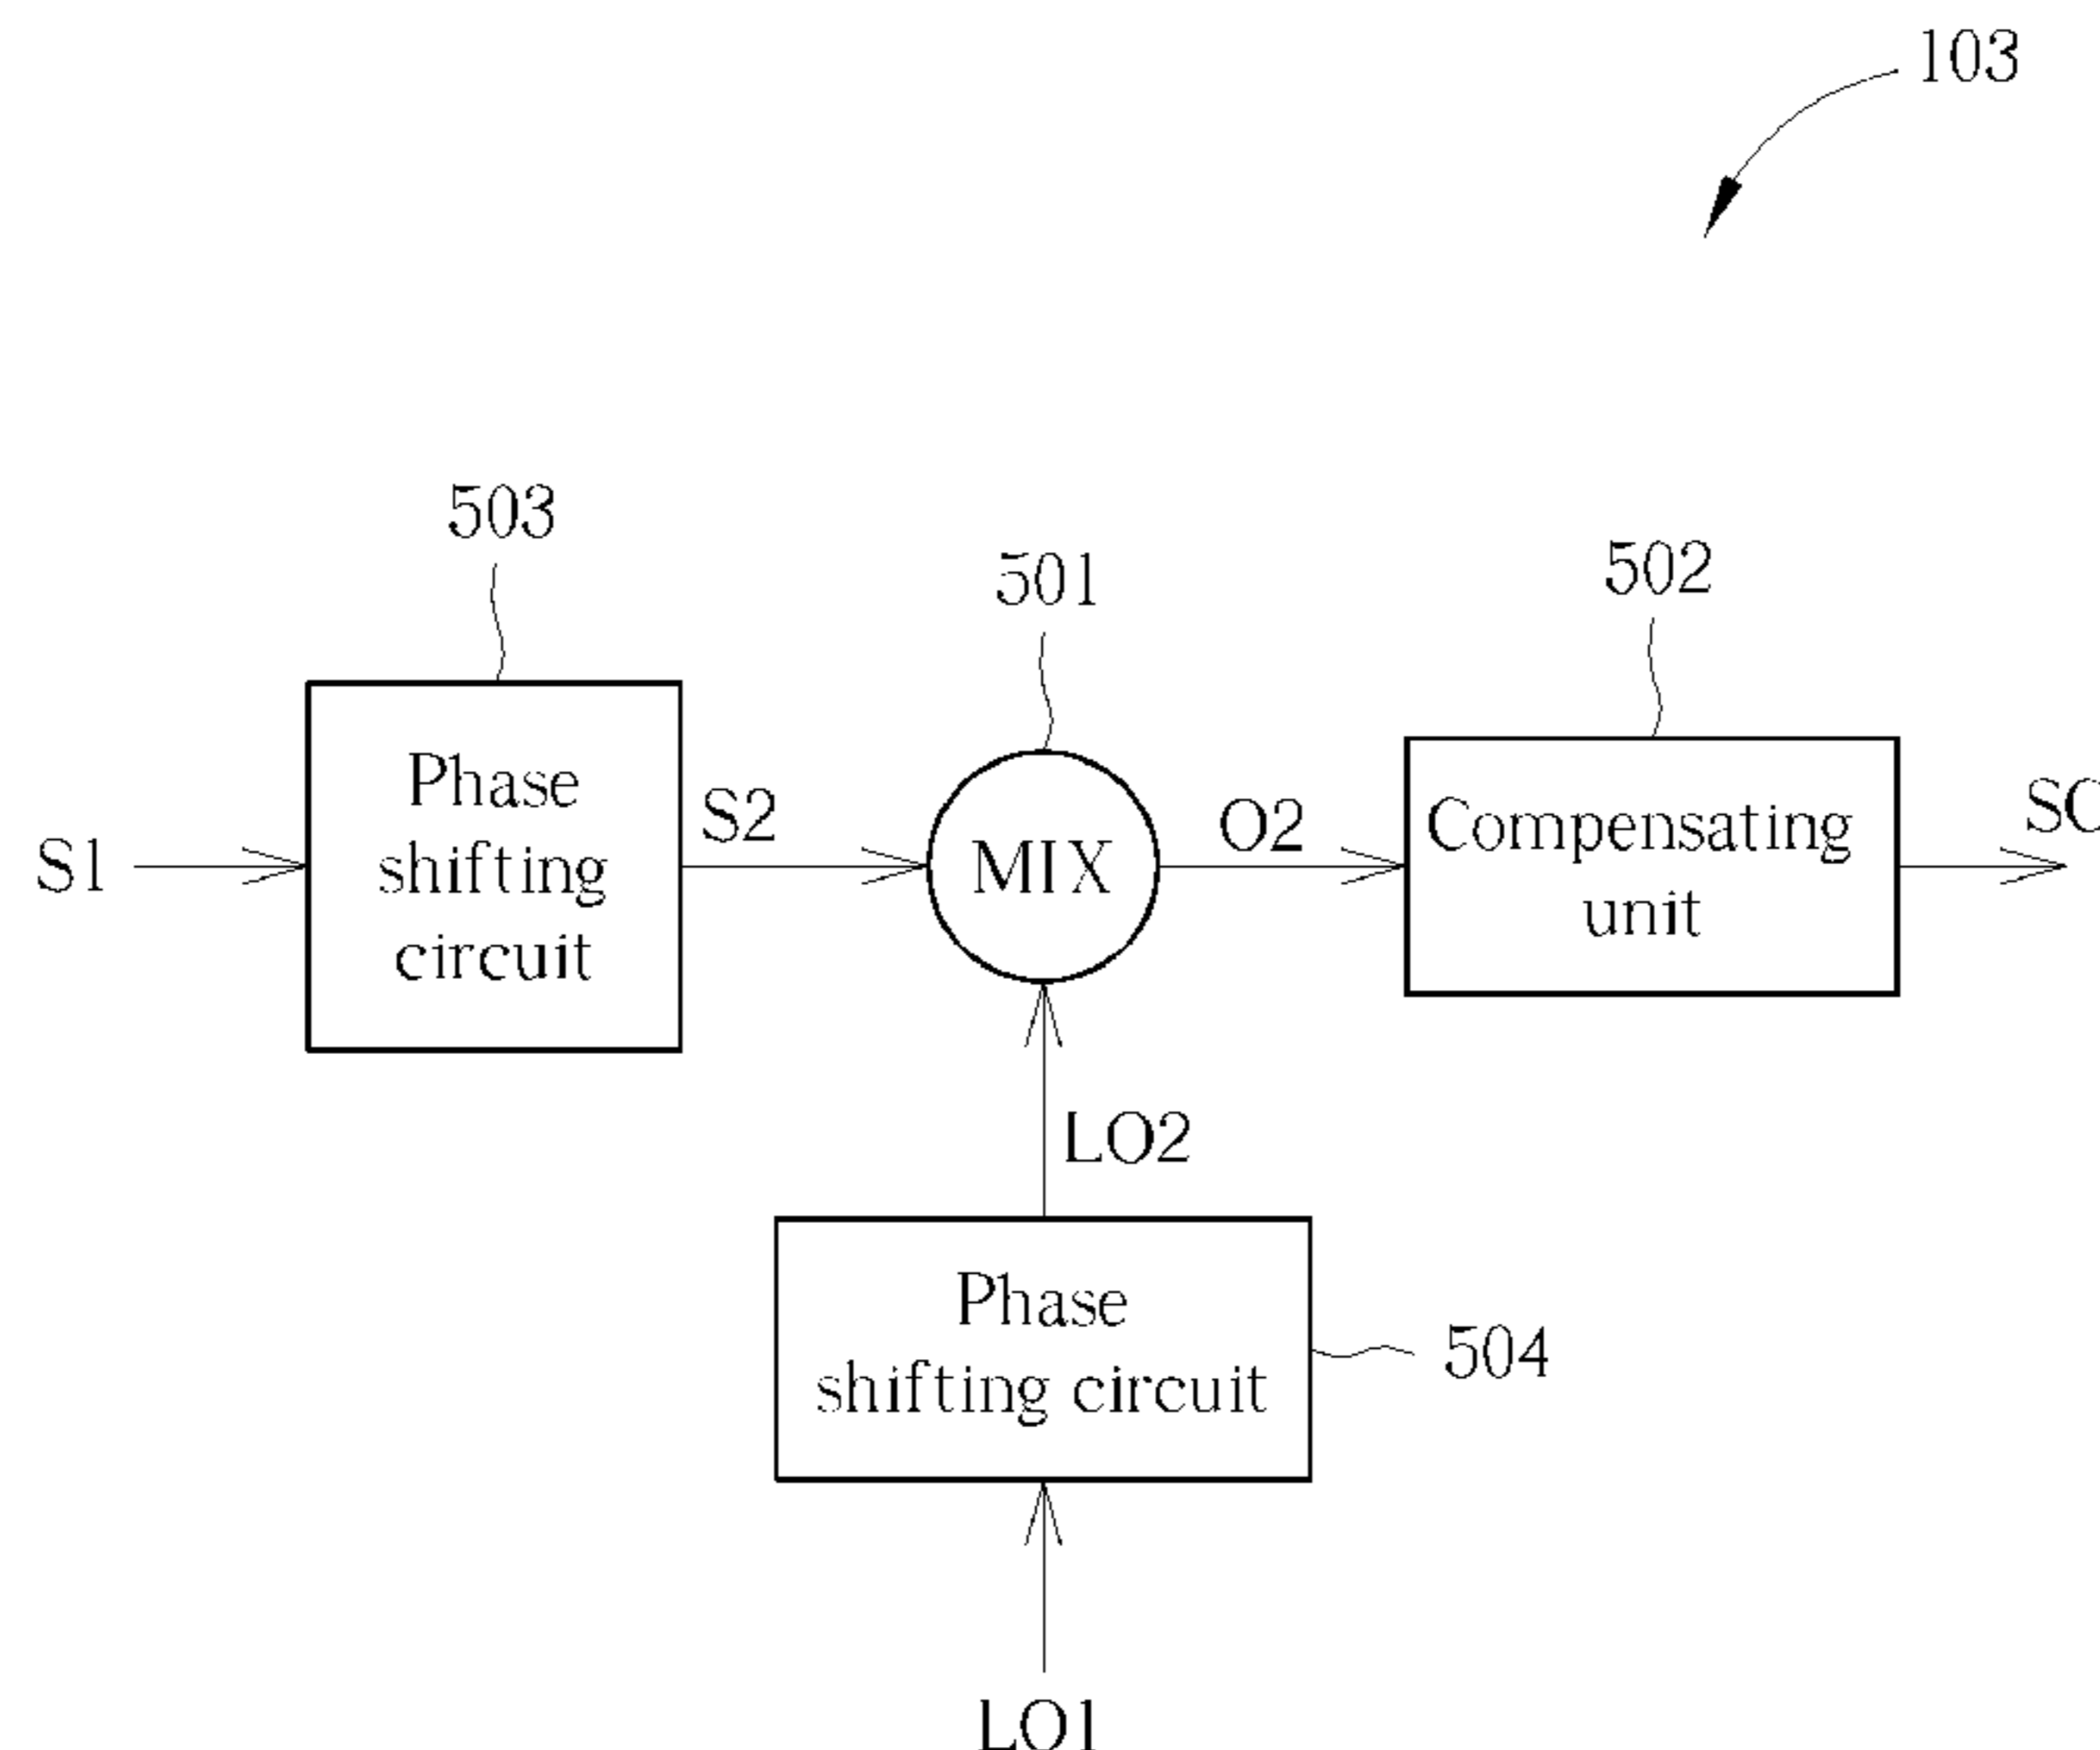 103
503
501
502
Phase
shifting
circuit
S1
S2
MIX
O2
Compensating
unit
LO2
Phase
shifting circuit
504
LO1